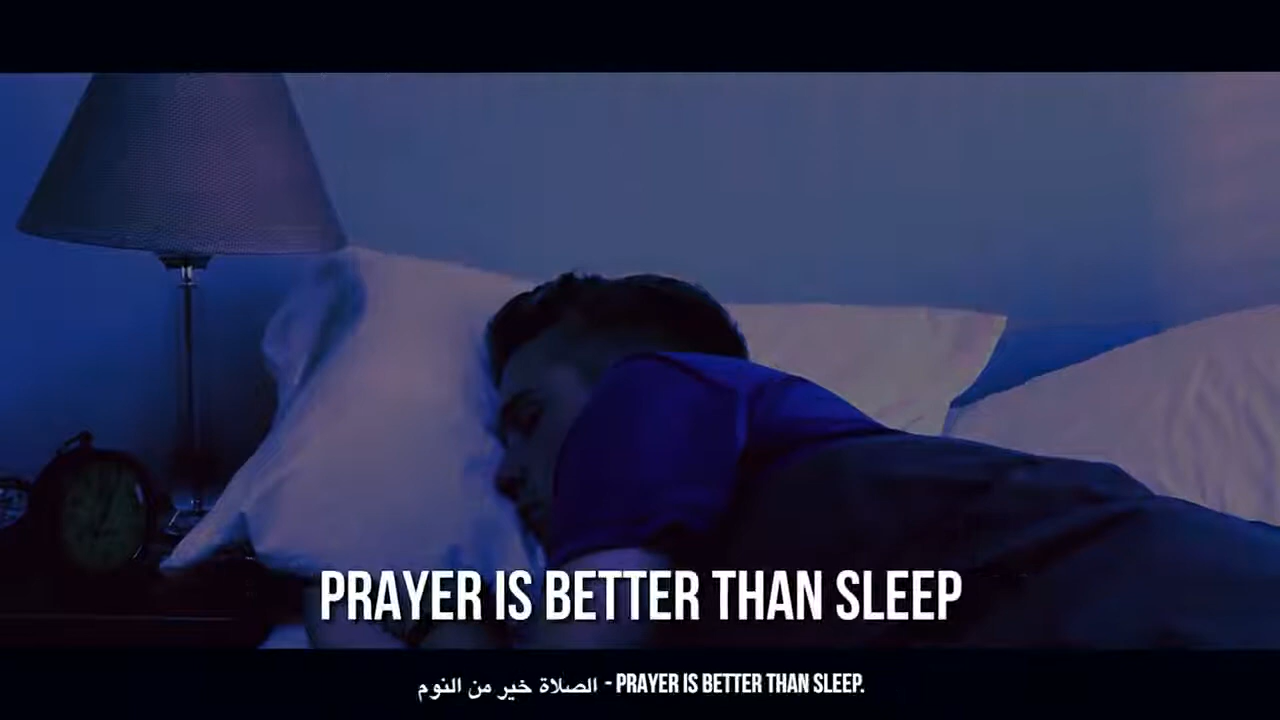 PRAYER IS BETTER THAN SLEEP
الصلاة خير من النوم - PRAYER IS BETTER THAN SLEEP.